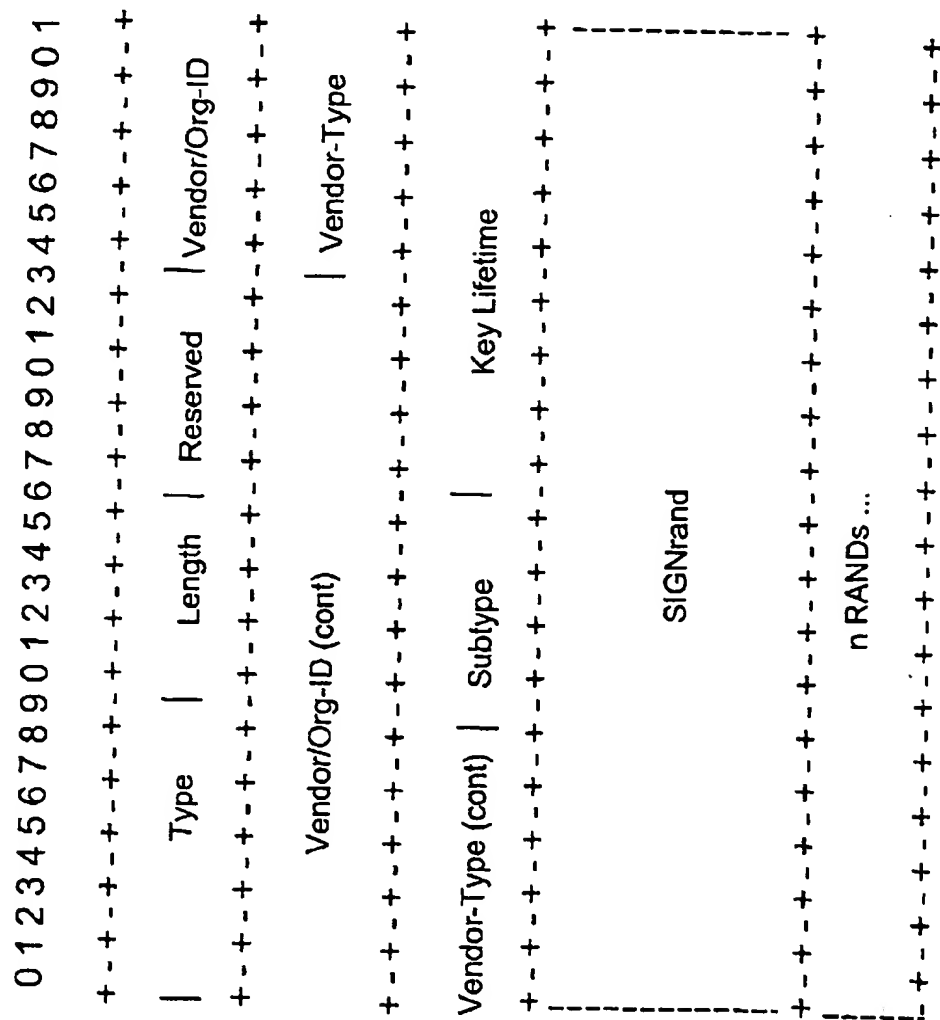 0 1 2 3 4 5 6 7 8 9 0 1 2 3 4 5 6 7 8 9 0 1 2 3 4 5 6 7 8 9 0 1
| Type | Length | Reserved | Vendor/Org-ID
Vendor/Org-ID (cont) | Vendor-Type
Vendor-Type (cont) | Subtype | Key Lifetime
SIGNrand
n RANDs ...